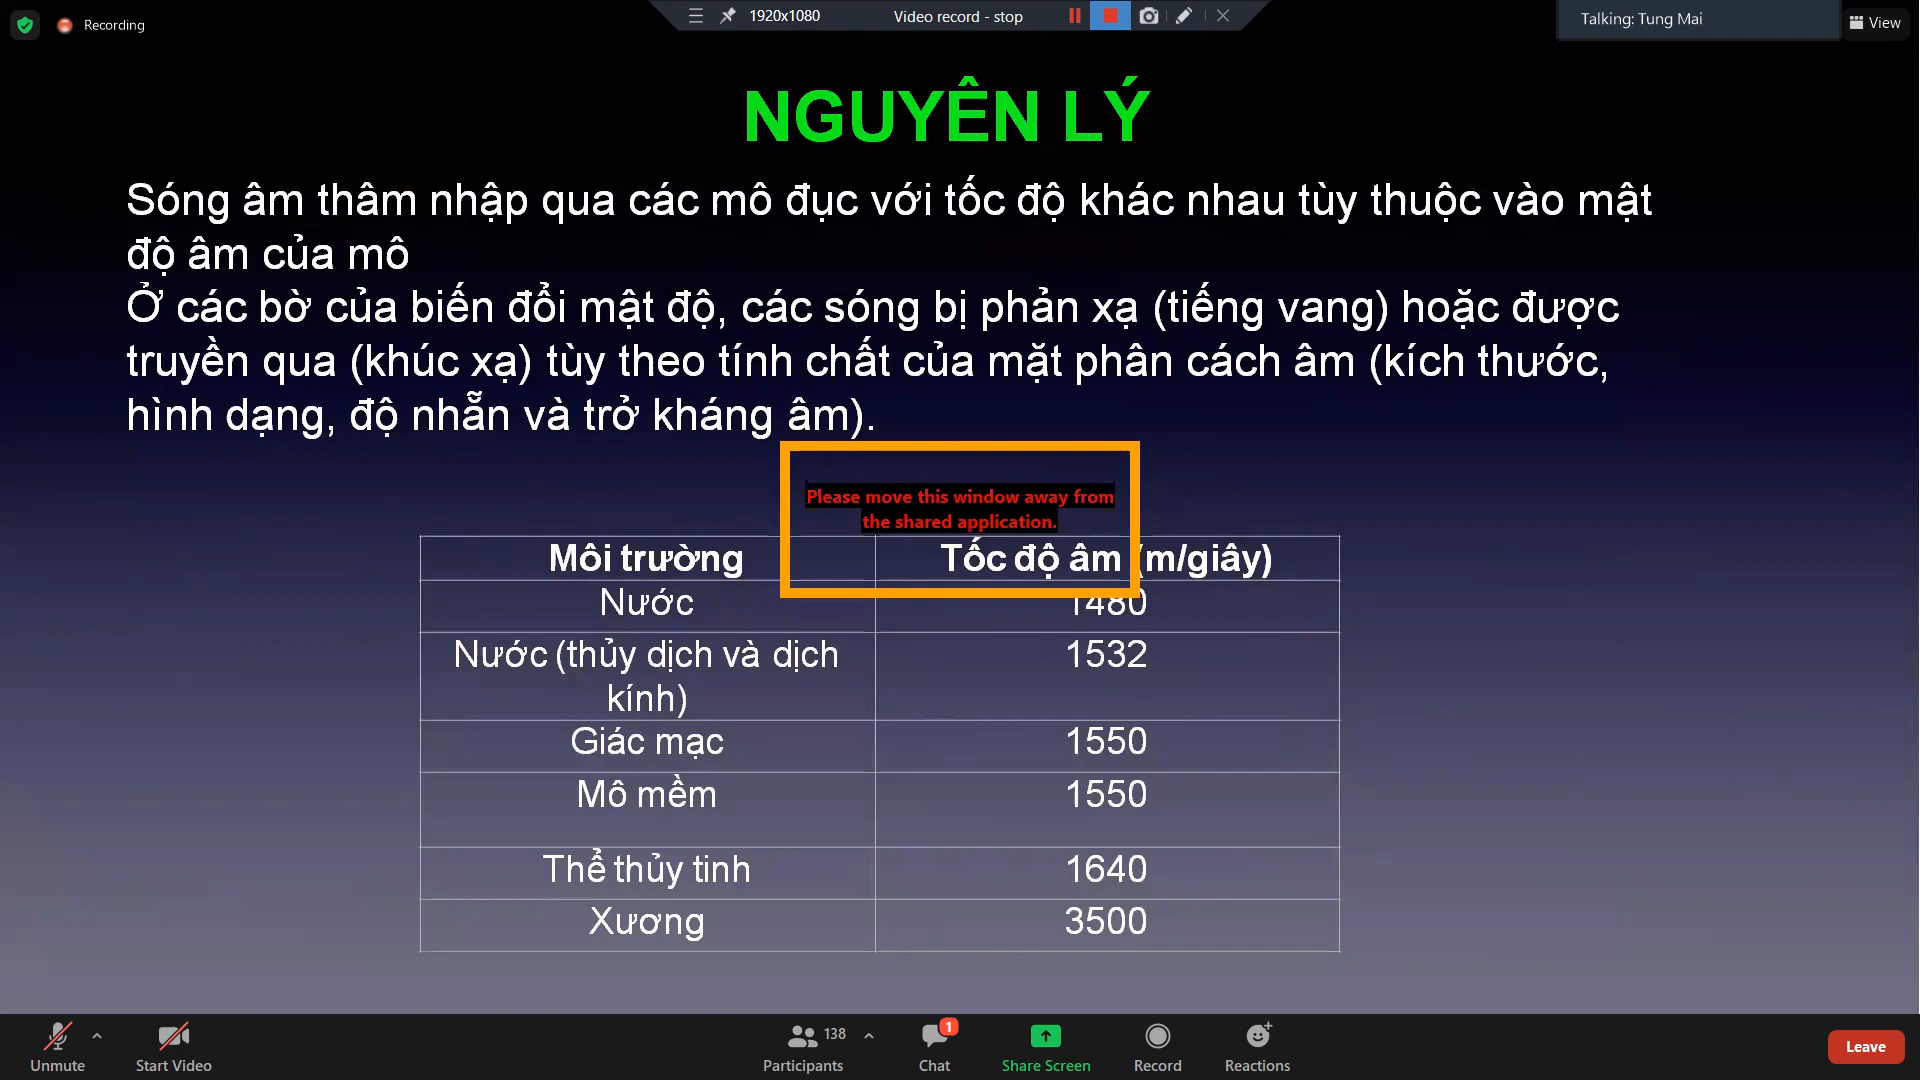 Recording
1920x1080
Video record - stop
Talking: Tung Mai
View
NGUYÊN LÝ
Sóng âm thâm nhập qua các mô đục với tốc độ khác nhau tùy thuộc vào mật
độ âm của mô
Ở các bờ của biến đổi mật độ, các sóng bị phản xạ (tiếng vang) hoặc được
truyền qua (khúc xạ) tùy theo tính chất của mặt phân cách âm (kích thước,
hình dạng, độ nhẵn và trở kháng âm).
Please move this window away from
the shared application.
Môi trường Tốc độ âm (m/giây)
Nước 1480
Nước (thủy dịch và dịch 1532
kính)
Giác mạc 1550
Mô mềm 1550
Thể thủy tinh 1640
Xương 3500
Unmute
Start Video
138
Participants
1
Chat
Share Screen
Record
Reactions
Leave